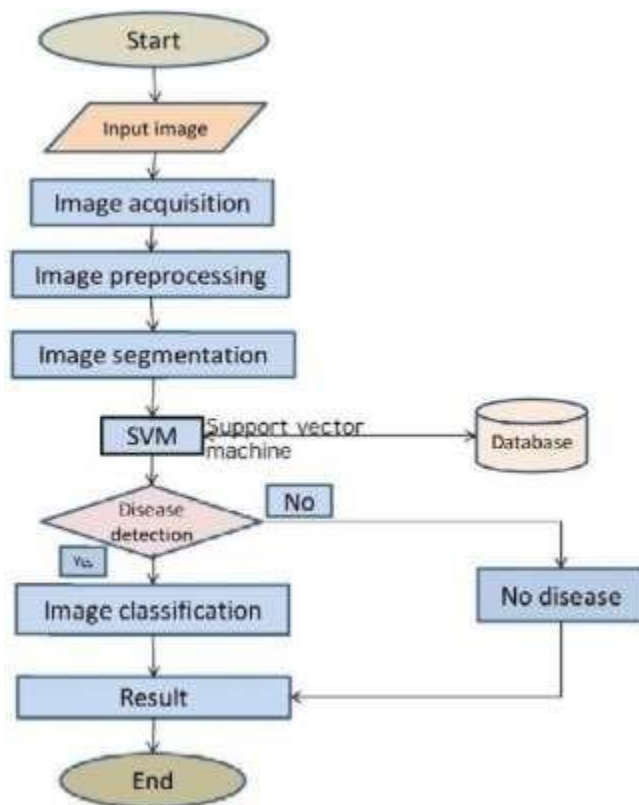 Start
Input image
Image acquisition
Image preprocessing
Image segmentation
SVM
Support vector
machine
Database
Disease
detection
No
Yes
Image classification
No disease
Result
End